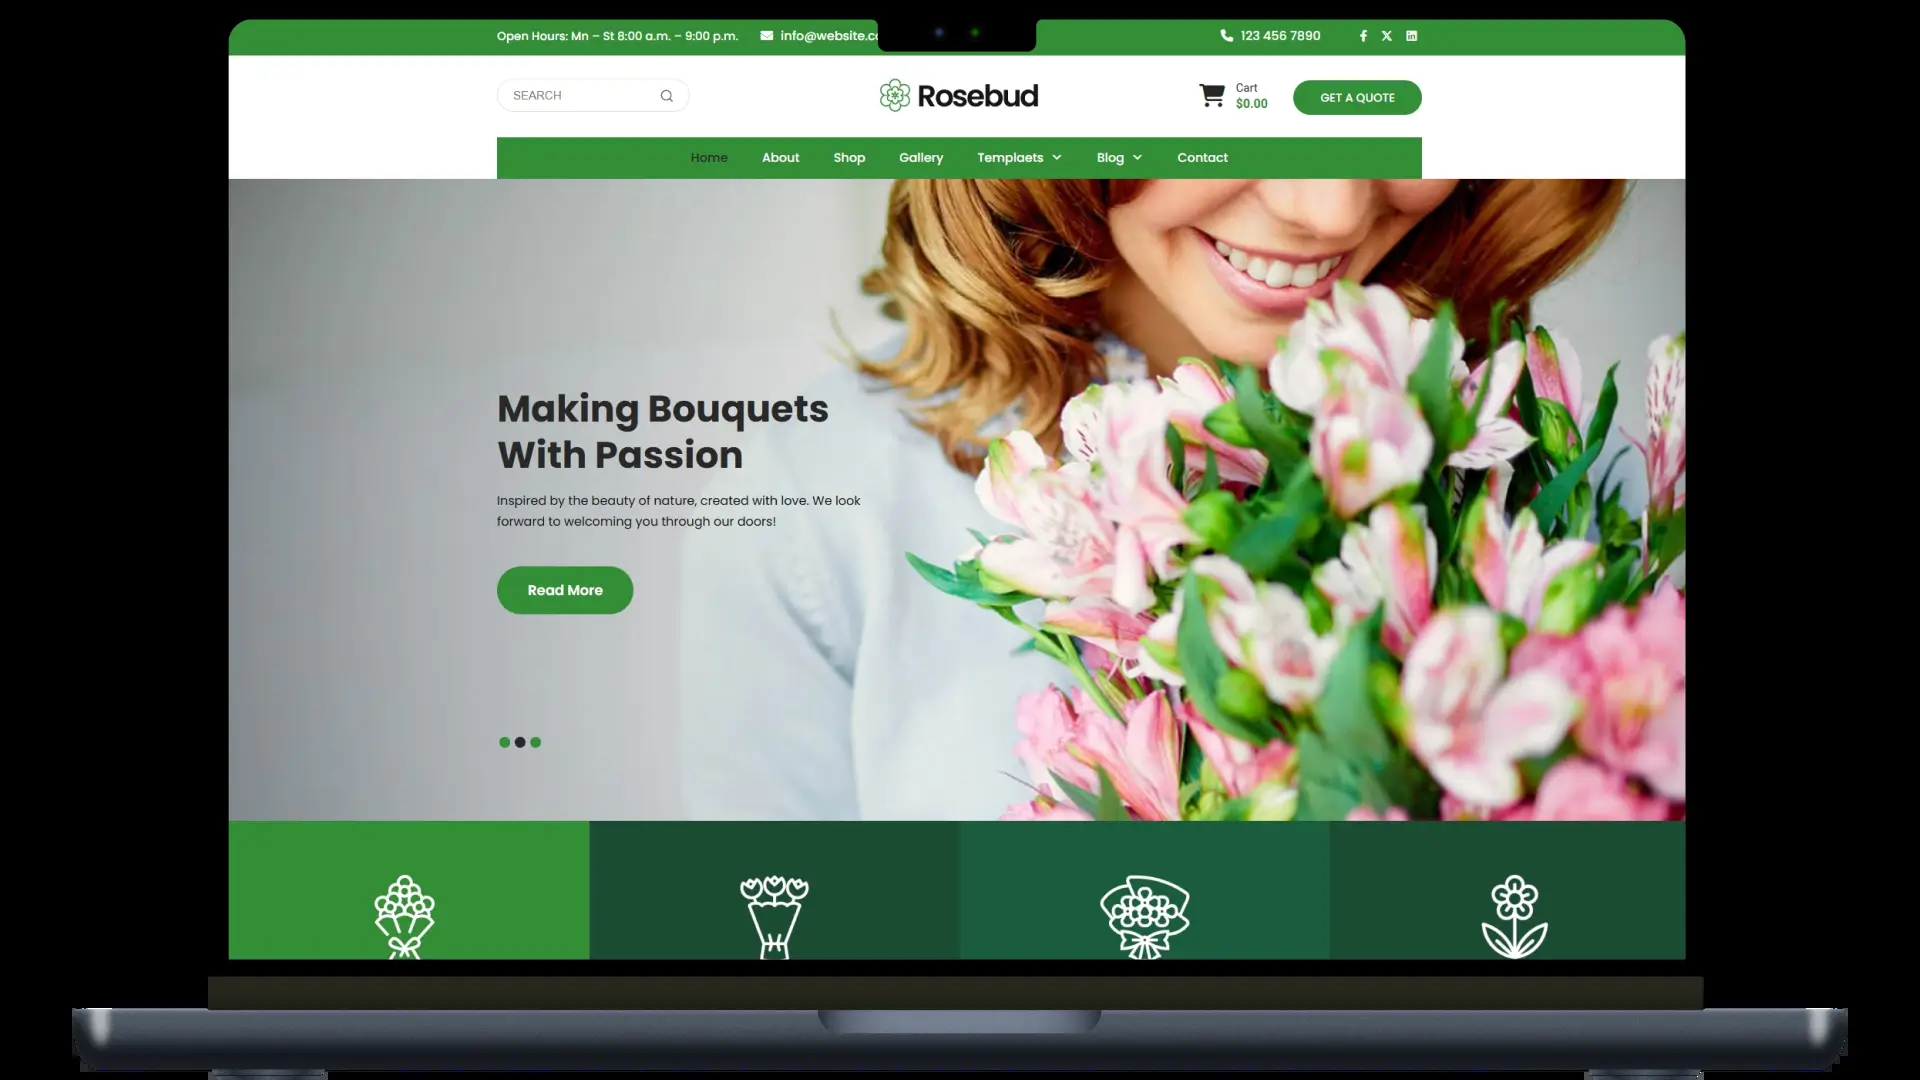 Open Hours: Mn – St 8:00 a.m. – 9:00 p.m. info@website.c
123 456 7890
SEARCH
Rosebud
Cart
$0.00
GET A QUOTE
Home About Shop Gallery Templaets Blog Contact
Making Bouquets
With Passion
Inspired by the beauty of nature, created with love. We look
forward to welcoming you through our doors!
Read More